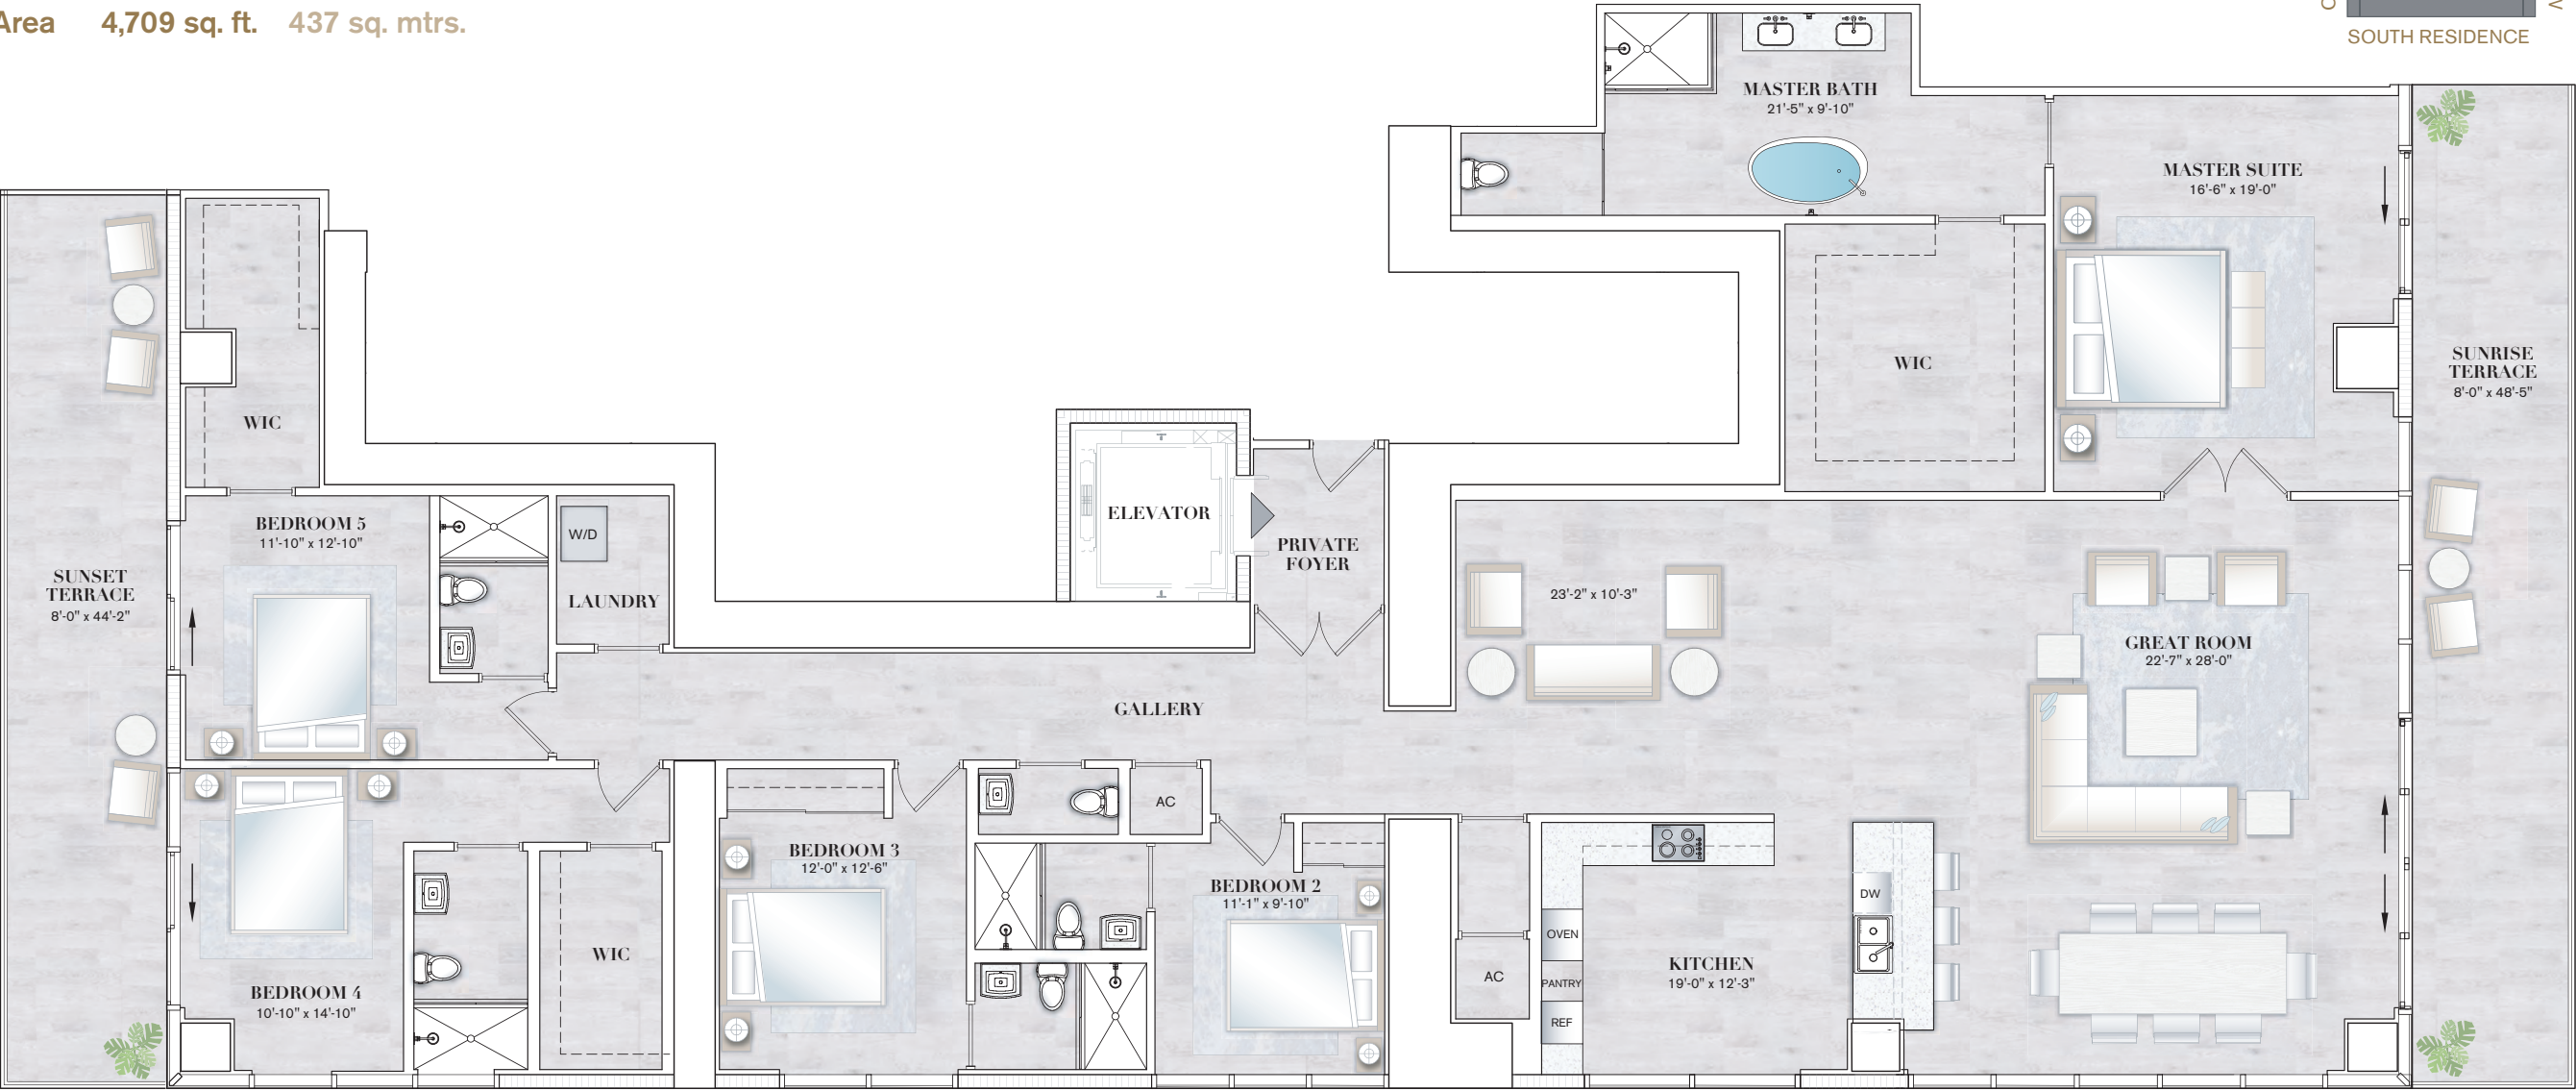 Area 4,709 sq. ft. 437 sq. mtrs.
SOUTH RESIDENCE
MASTER BATH
21'-5" x 9'-10"
MASTER SUITE
16'-6" x 19'-0"
WIC
SUNRISE
TERRACE
8'-0" x 48'-5"
WIC
BEDROOM 5
11'-10" x 12'-10"
W/D
LAUNDRY
ELEVATOR
PRIVATE
FOYER
SUNSET
TERRACE
8'-0" x 44'-2"
23'-2" x 10'-3"
GREAT ROOM
22'-7" x 28'-0"
GALLERY
AC
BEDROOM 3
12'-0" x 12'-6"
BEDROOM 2
11'-1" x 9'-10"
DW
OVEN
WIC
KITCHEN
19'-0" x 12'-3"
AC
PANTRY
REF
BEDROOM 4
10'-10" x 14'-10"